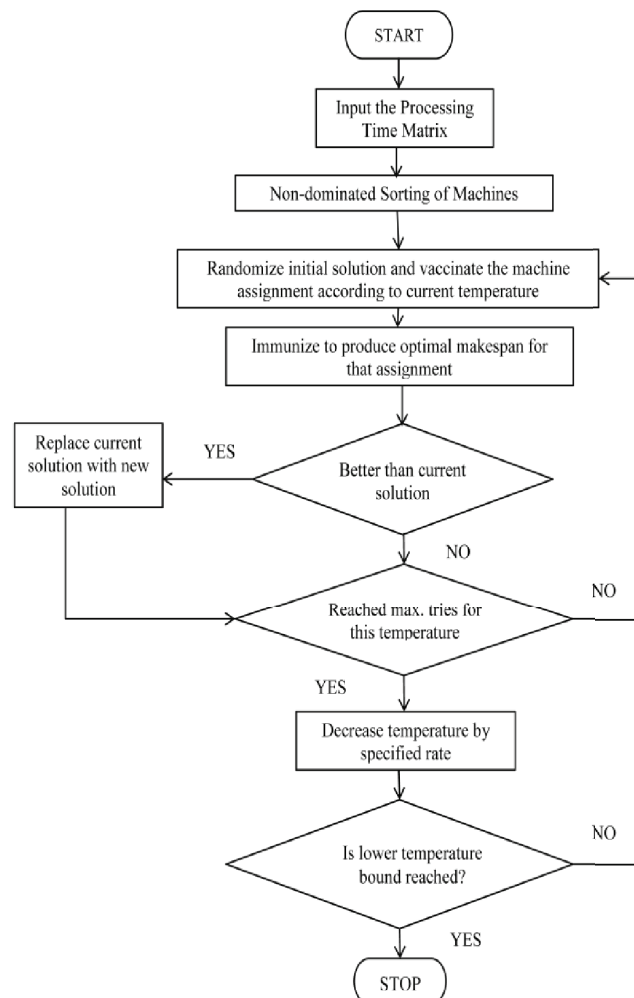 START
Input the Processing
Time Matrix
Non-dominated Sorting of Machines
Randomize initial solution and vaccinate the machine
assignment according to current temperature
Immunize to produce optimal makespan for
that assignment
Replace current
solution with new
solution
YES
Better than current
solution
NO
Reached max. tries for
this temperature
NO
YES
Decrease temperature by
specified rate
Is lower temperature
bound reached?
NO
YES
STOP